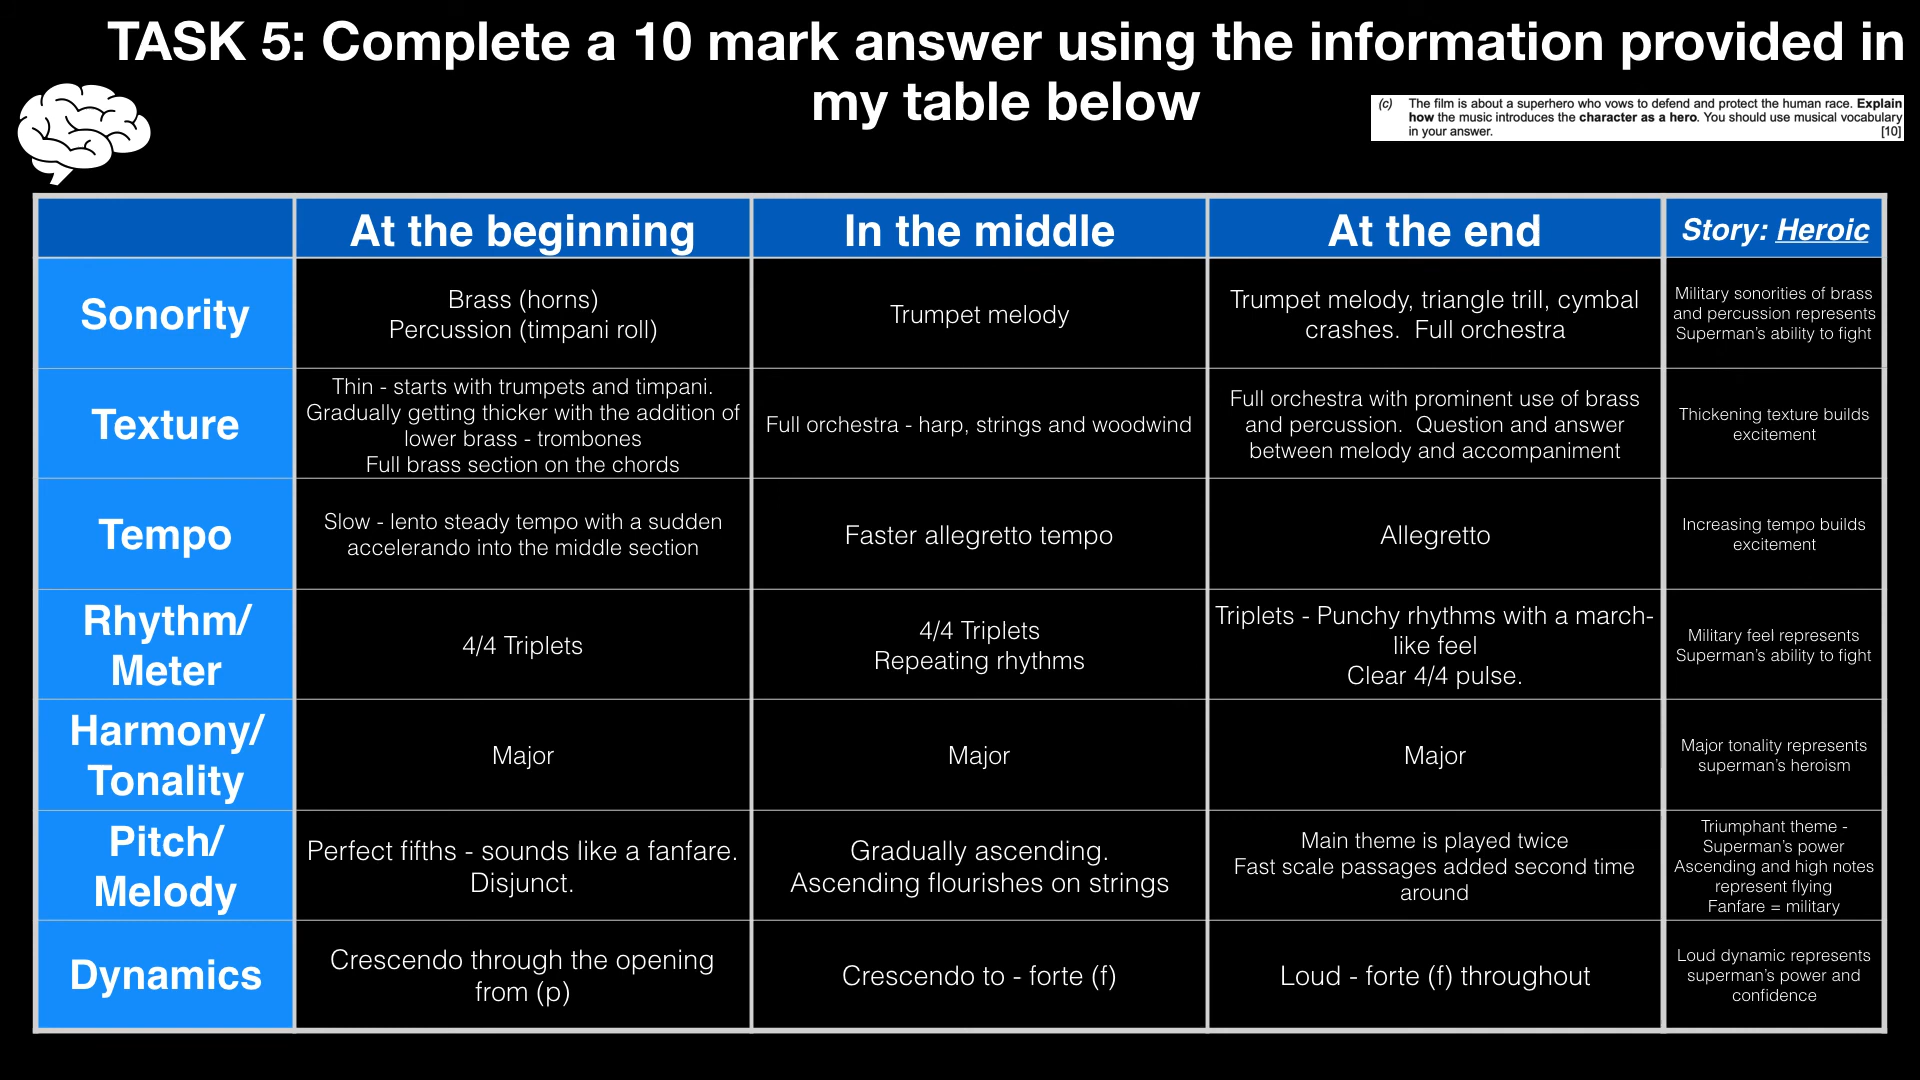 TASK 5: Complete a 10 mark answer using the information provided in
my table below
(c) The film is about a superhero who vows to defend and protect the human race. Explain
how the music introduces the character as a hero. You should use musical vocabulary
in your answer. [10]
At the beginning
In the middle
At the end
Story: Heroic
Sonority
Brass (horns)
Percussion (timpani roll)
Trumpet melody
Trumpet melody, triangle trill, cymbal
crashes. Full orchestra
Military sonorities of brass
and percussion represents
Superman's ability to fight
Texture
Thin - starts with trumpets and timpani.
Gradually getting thicker with the addition of
lower brass - trombones
Full brass section on the chords
Full orchestra - harp, strings and woodwind
Full orchestra with prominent use of brass
and percussion. Question and answer
between melody and accompaniment
Thickening texture builds
excitement
Tempo
Slow - lento steady tempo with a sudden
accelerando into the middle section
Faster allegretto tempo
Allegretto
Increasing tempo builds
excitement
Rhythm/
Meter
4/4 Triplets
4/4 Triplets
Repeating rhythms
Triplets - Punchy rhythms with a march-
like feel
Clear 4/4 pulse.
Military feel represents
Superman's ability to fight
Harmony/
Tonality
Major
Major
Major
Major tonality represents
superman's heroism
Pitch/
Melody
Perfect fifths - sounds like a fanfare.
Disjunct.
Gradually ascending.
Ascending flourishes on strings
Main theme is played twice
Fast scale passages added second time
around
Triumphant theme -
Superman's power
Ascending and high notes
represent flying
Fanfare = military
Dynamics
Crescendo through the opening
from (p)
Crescendo to - forte (f)
Loud - forte (f) throughout
Loud dynamic represents
superman's power and
confidence